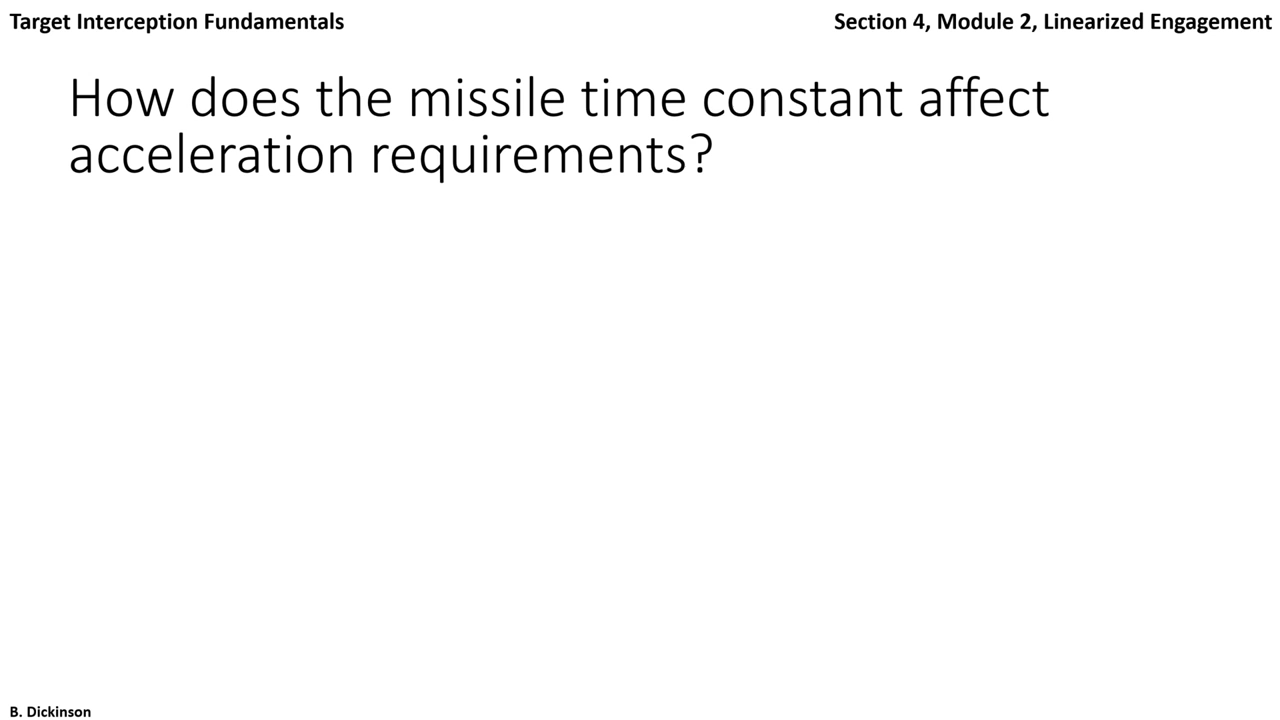 Target Interception Fundamentals
Section 4, Module 2, Linearized Engagement
How does the missile time constant affect
acceleration requirements?
B. Dickinson